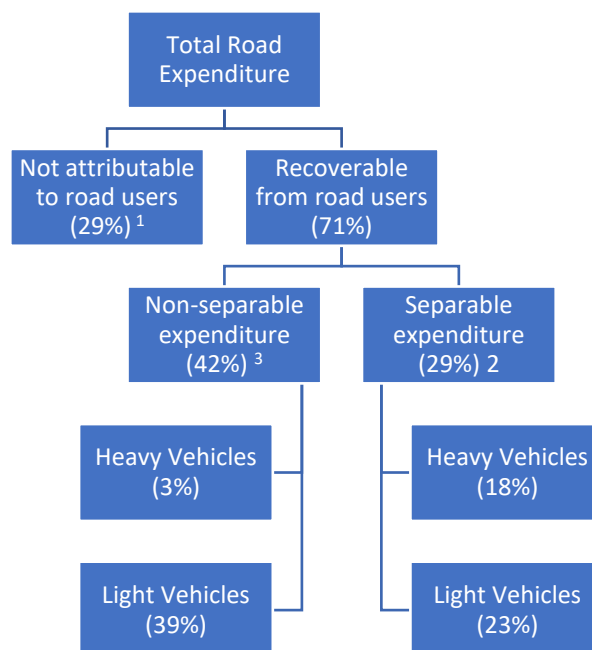 Total Road
Expenditure
Not attributable
to road users
(29%) 1
Recoverable
from road users
(71%)
Non-separable
expenditure
(42%) 3
Separable
expenditure
(29%) 2
Heavy Vehicles
(3%)
Heavy Vehicles
(18%)
Light Vehicles
(39%)
Light Vehicles
(23%)